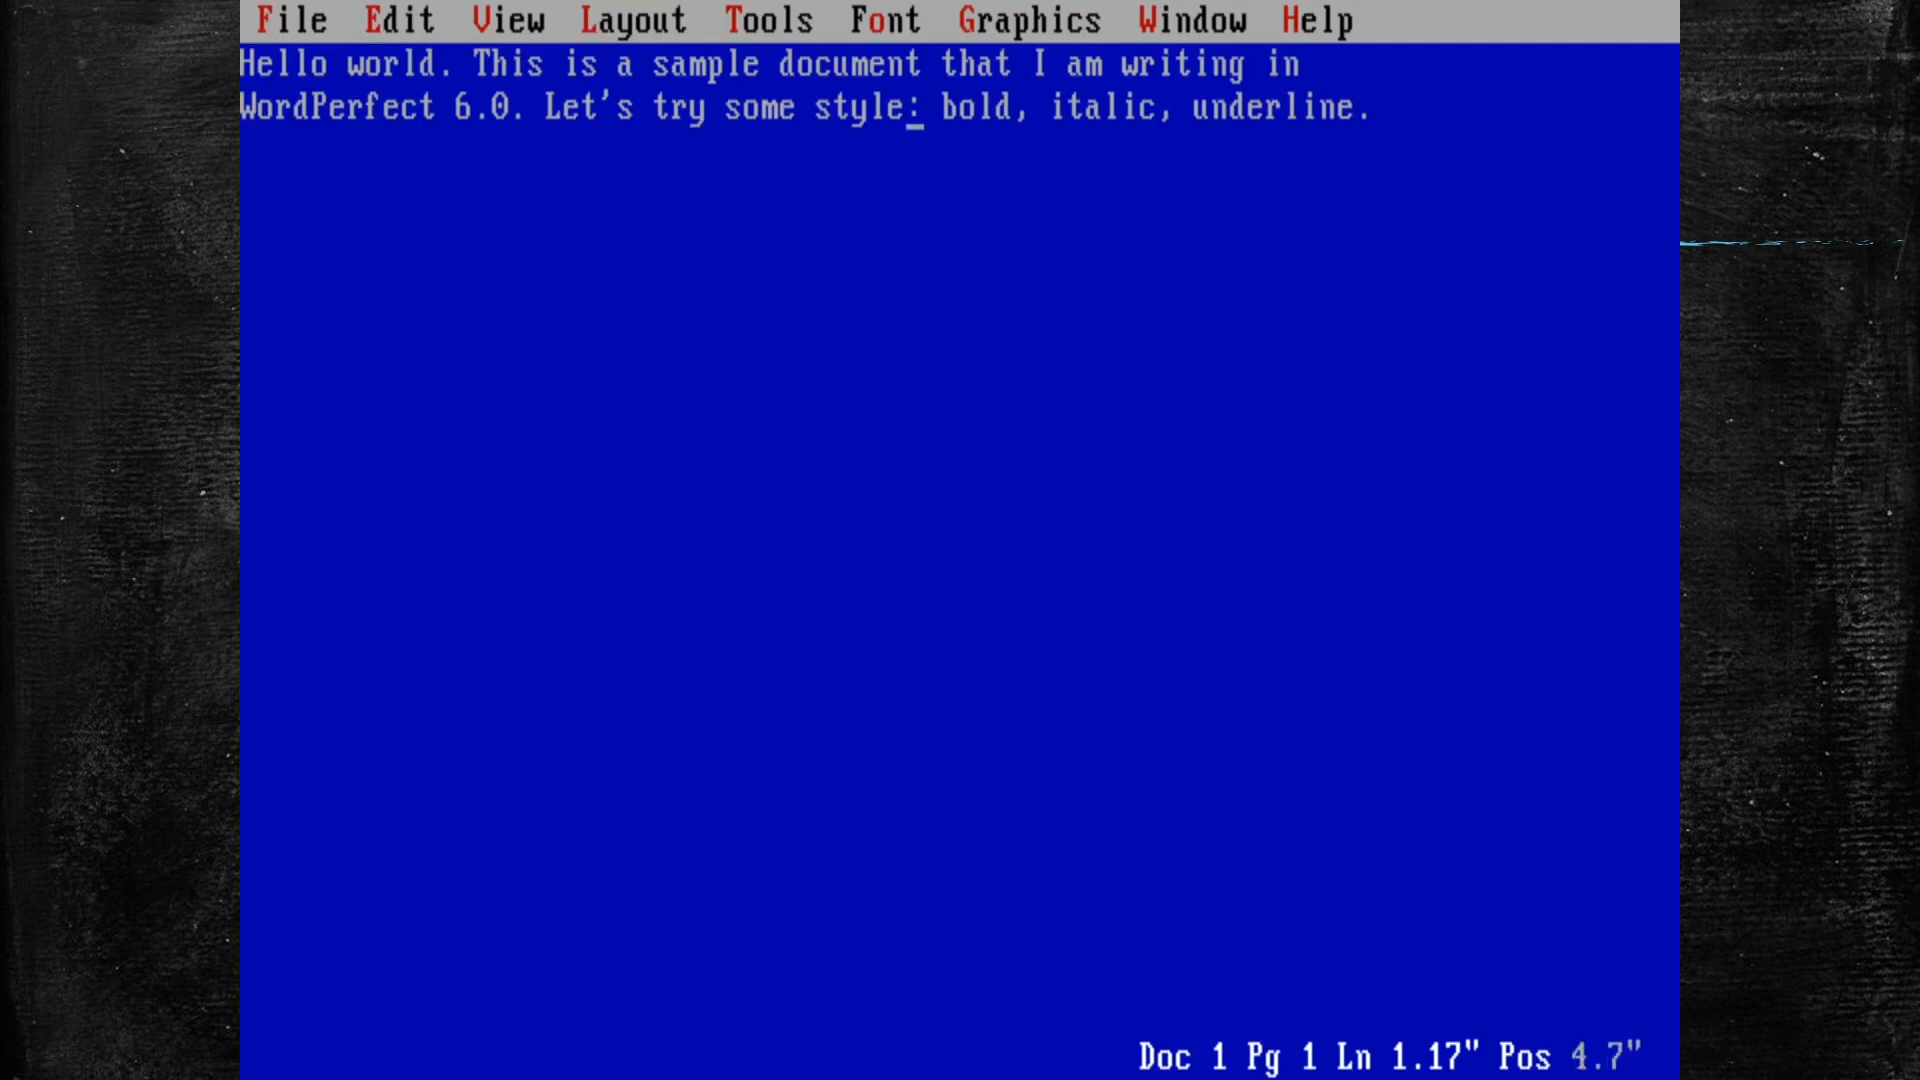 File Edit View Layout Tools Font Graphics Window Help
Hello world. This is a sample document that I am writing in
WordPerfect 6.0. Let's try some style: bold, italic, underline.
Doc 1 Pg 1 Ln 1.17" Pos 4.7"